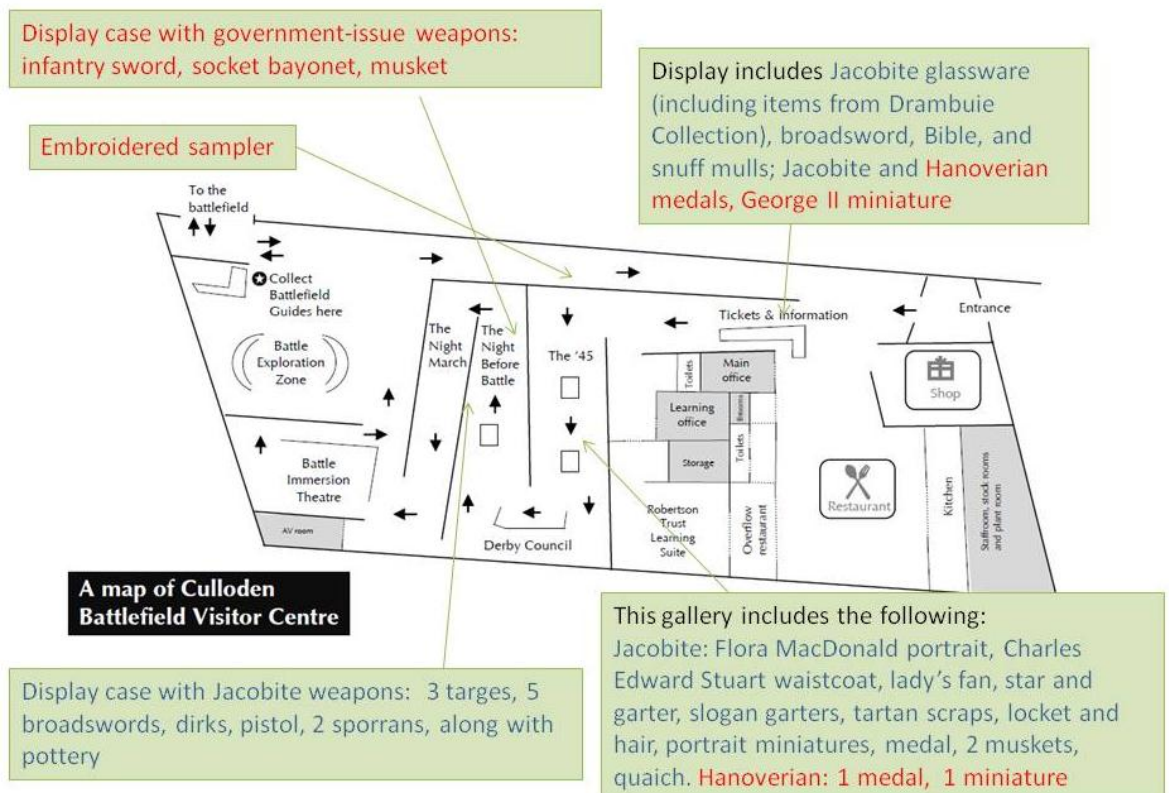 Display case with government-issue weapons:
infantry sword, socket bayonet, musket
Embroidered sampler
Display includes Jacobite glassware
(including items from Drambuie
Collection), broadsword, Bible, and
snuff mulls; Jacobite and Hanoverian
medals, George II miniature
To the
battlefield
Collect
Battlefield
Guides here
Battle
Exploration
Zone
The
Night
March
The
Night
Before
Battle
The '45
Tickets & Information
Entrance
Toilets
Main
office
Shop
Learning
office
Storage
Toilets
Battle
Immersion
Theatre
AV room
Derby Council
Robertson
Trust
Learning
Suite
Overflow
restaurant
Restaurant
Kitchen
Staffroom, stock rooms
and plant room
A map of Culloden
Battlefield Visitor Centre
Display case with Jacobite weapons: 3 targes, 5
broadswords, dirks, pistol, 2 sporrans, along with
pottery
This gallery includes the following:
Jacobite: Flora MacDonald portrait, Charles
Edward Stuart waistcoat, lady's fan, star and
garter, slogan garters, tartan scraps, locket and
hair, portrait miniatures, medal, 2 muskets,
quaich. Hanoverian: 1 medal, 1 miniature